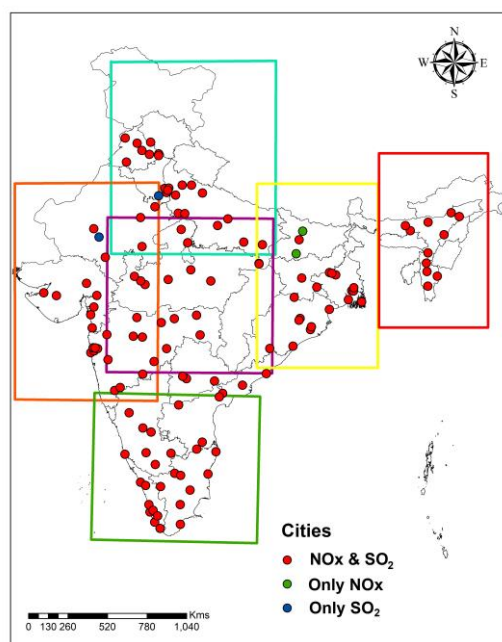 N
W E
S
Cities
NOx & SO₂
Only NOx
Only SO₂
Kms
0 130 260 520 780 1,040